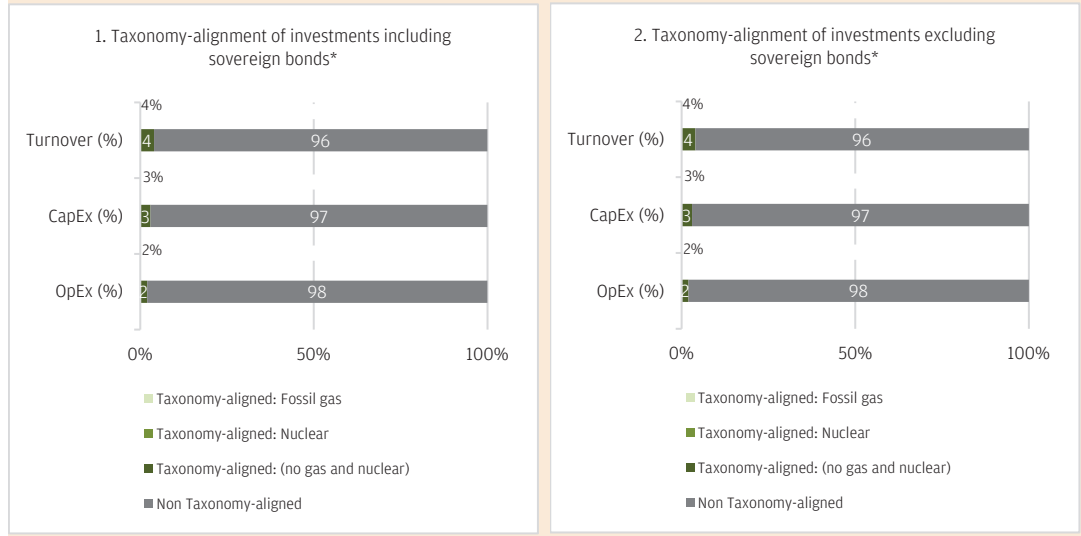 1. Taxonomy-alignment of investments including
sovereign bonds*
4%
Turnover (%)
4
96
3%
CapEx (%)
3
97
2%
OpEx (%)
2
98
0%
50%
100%
Taxonomy-aligned: Fossil gas
Taxonomy-aligned: Nuclear
Taxonomy-aligned: (no gas and nuclear)
Non Taxonomy-aligned
2. Taxonomy-alignment of investments excluding
sovereign bonds*
4%
Turnover (%)
4
96
3%
CapEx (%)
3
97
2%
OpEx (%)
2
98
0%
50%
100%
Taxonomy-aligned: Fossil gas
Taxonomy-aligned: Nuclear
Taxonomy-aligned: (no gas and nuclear)
Non Taxonomy-aligned